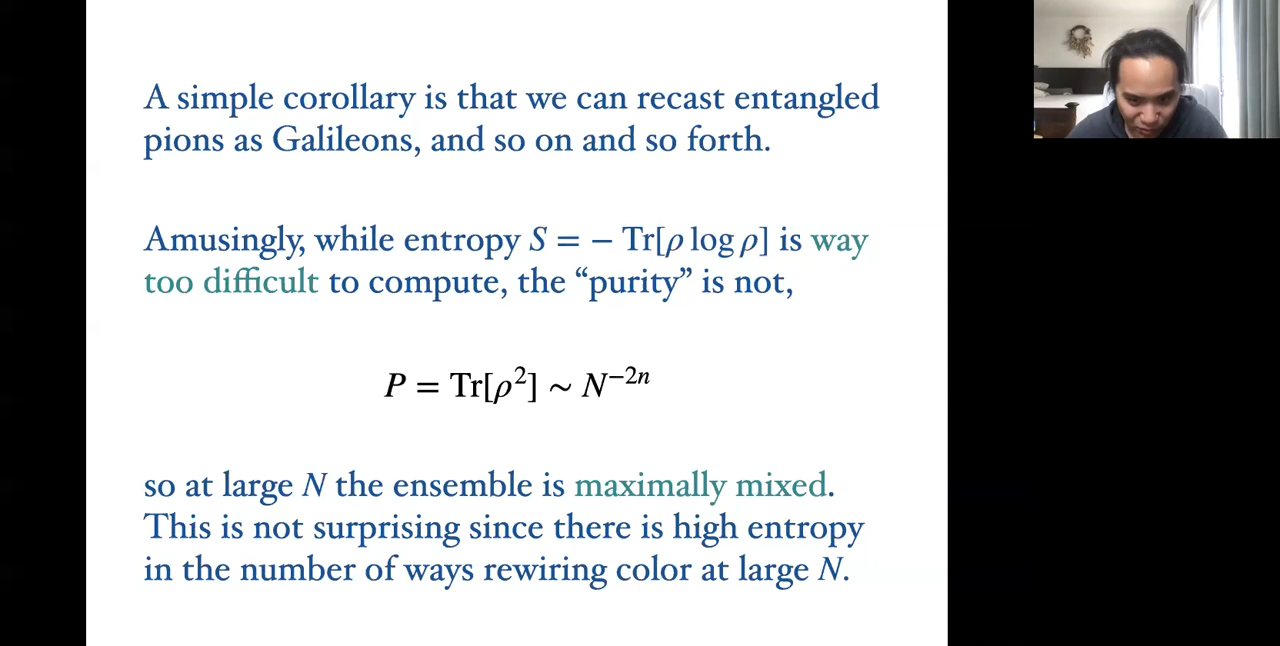 A simple corollary is that we can recast entangled
pions as Galileons, and so on and so forth.
Amusingly, while entropy S = − Tr[ρ log ρ] is way
too difficult to compute, the “purity” is not,
P = Tr[ρ²] ~ N⁻²ⁿ
so at large N the ensemble is maximally mixed.
This is not surprising since there is high entropy
in the number of ways rewiring color at large N.